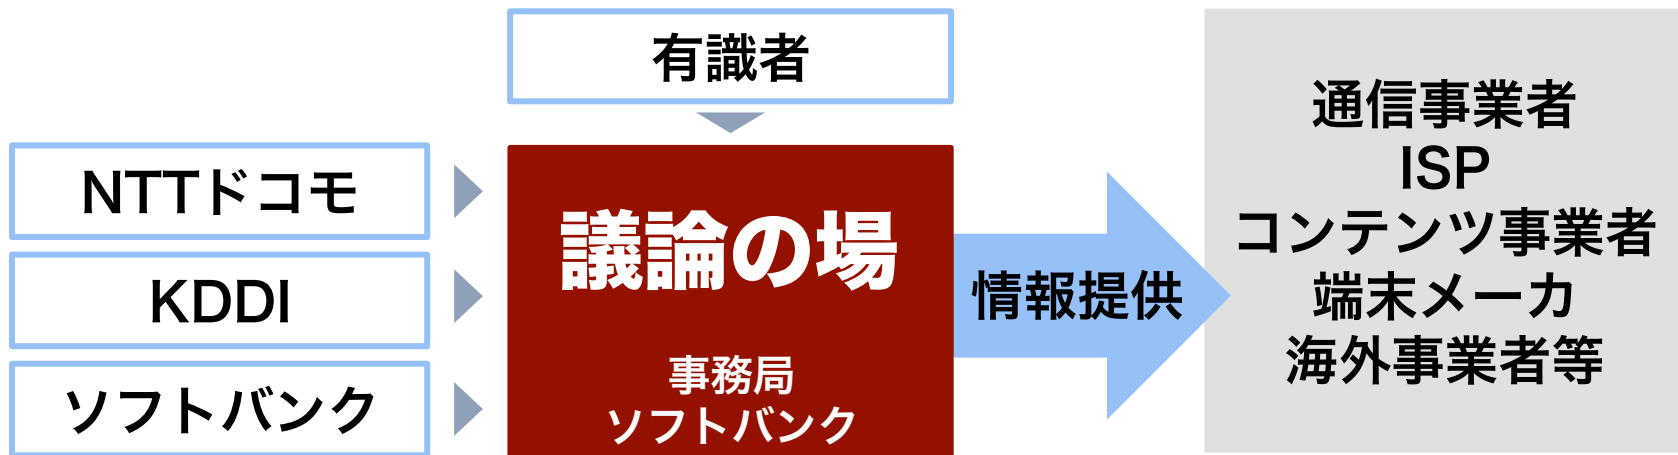 有識者
NTTドコモ
KDDI
ソフトバンク
議論の場
事務局
ソフトバンク
情報提供
通信事業者
ISP
コンテンツ事業者
端末メーカ
海外事業者等